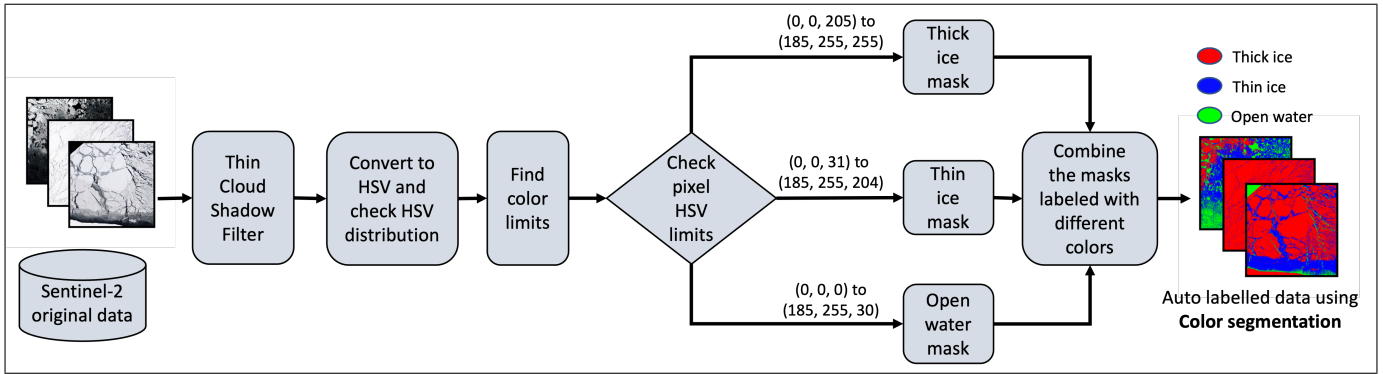 Sentinel-2
original data
Thin
Cloud
Shadow
Filter
Convert to
HSV and
check HSV
distribution
Find
color
limits
Check
pixel
HSV
limits
(0, 0, 205) to
(185, 255, 255)
Thick
ice
mask
(0, 0, 31) to
(185, 255, 204)
Thin
ice
mask
(0, 0, 0) to
(185, 255, 30)
Open
water
mask
Combine
the masks
labeled with
different
colors
Thick ice
Thin ice
Open water
Auto labelled data using
Color segmentation